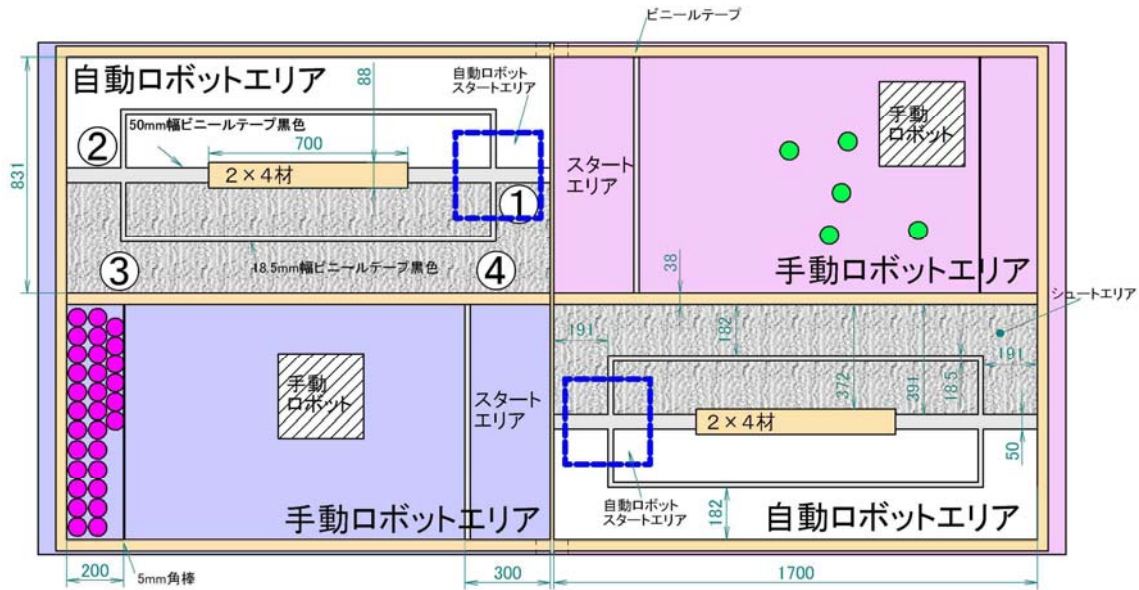 ビニールテープ
自動ロボットエリア
88
自動ロボット
スタートエリア
手動
ロボット
50mm幅ビニールテープ黒色
②
700
2×4材
スタート
エリア
831
①
18.5mm幅ビニールテープ黒色
③
④
38
手動ロボットエリア
シュートエリア
191
182
191
372
391
18.5
手動
ロボット
スタート
エリア
2×4材
50
自動ロボット
スタートエリア
182
手動ロボットエリア
自動ロボットエリア
200
5mm角棒
300
1700